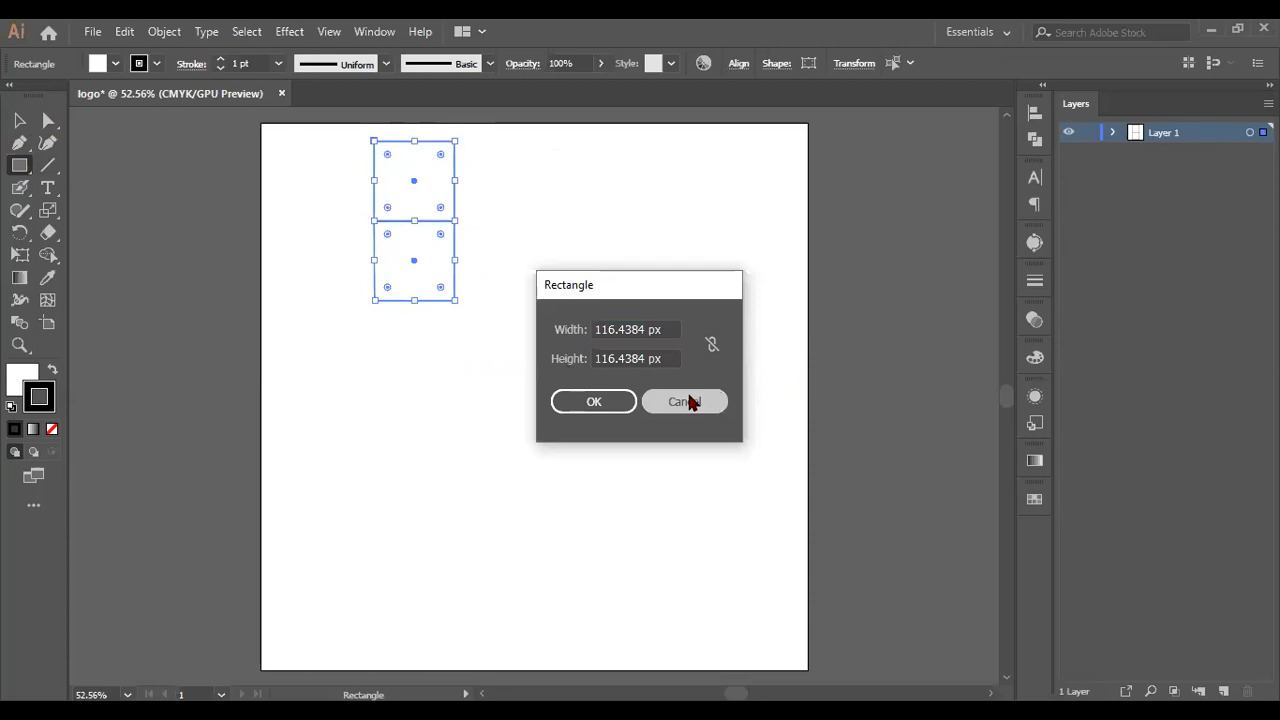 Ai File Edit Object Type Select Effect View Window Help Essentials Search Adobe Stock
Rectangle Stroke: 1 pt Uniform Basic Opacity: 100% Style: Align Shape: Transform
logo* @ 52.56% (CMYK/GPU Preview)
Layers
Layer 1
Rectangle
Width: 116.4384 px
Height: 116.4384 px
OK
52.56% 1 Rectangle 1 Layer